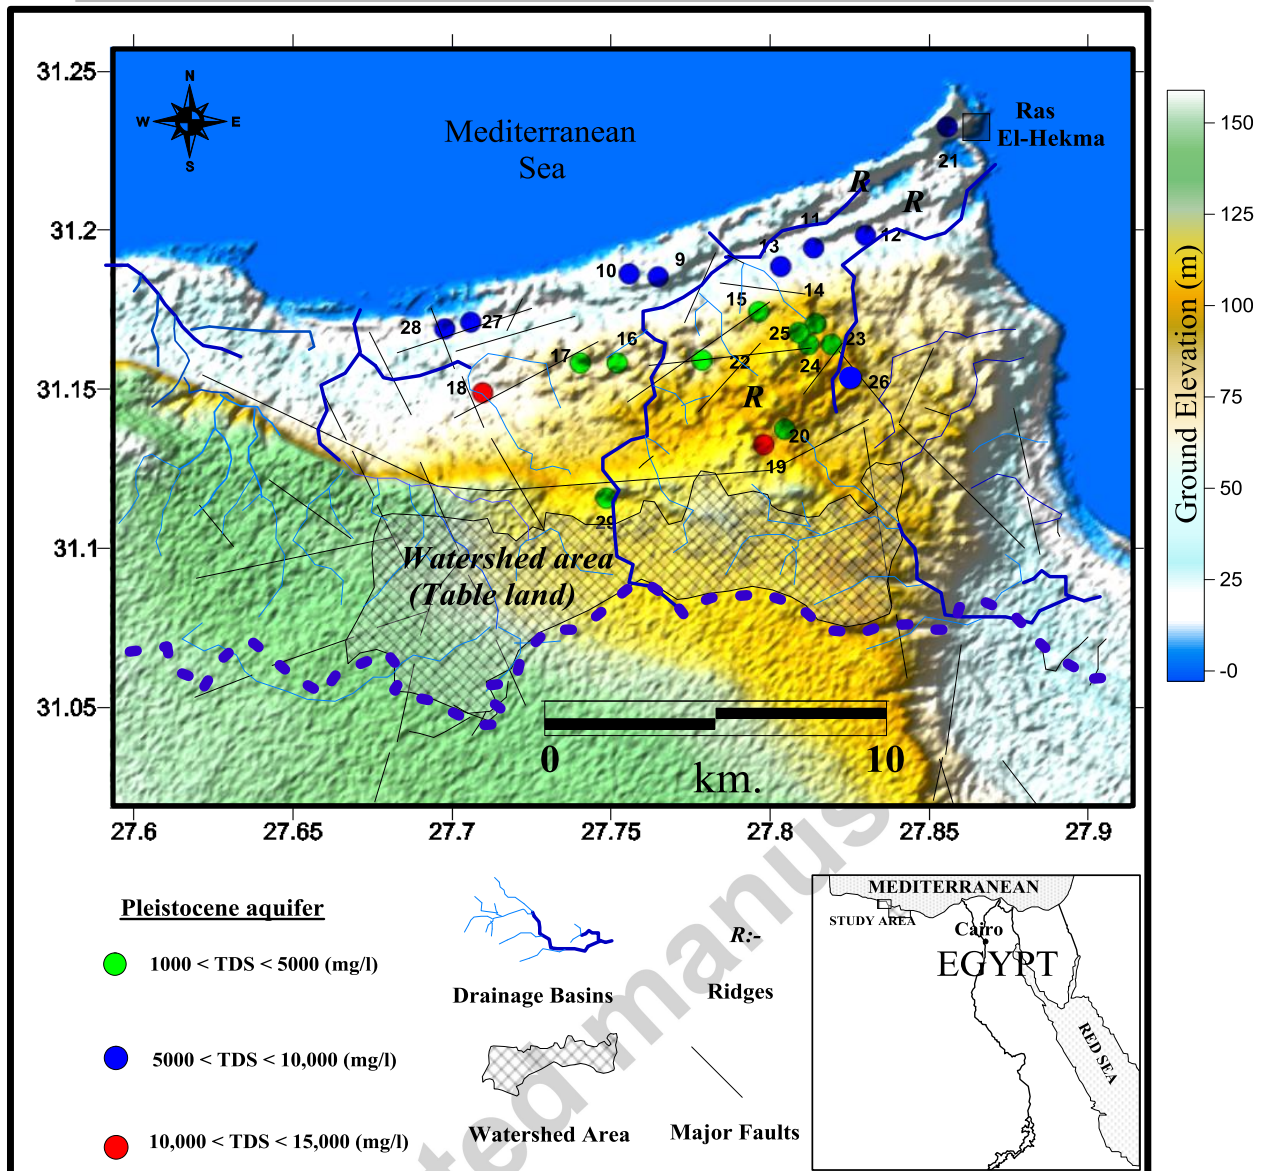 31.25
31.2
31.15
31.1
31.05
N
W
E
S
Mediterranean
Sea
Ras
El-Hekma
21
R
R
11
12
13
9
10
14
15
28
27
16
17
25
23
22
24
18
26
R
20
19
29
Watershed area
(Table land)
0
10
km.
27.6
27.65
27.7
27.75
27.8
27.85
27.9
150
125
100
75
50
25
-0
Ground Elevation (m)
Pleistocene aquifer
1000 < TDS < 5000 (mg/l)
5000 < TDS < 10,000 (mg/l)
10,000 < TDS < 15,000 (mg/l)
Drainage Basins
R:-
Ridges
Watershed Area
Major Faults
MEDITERRANEAN
STUDY AREA
Cairo
EGYPT
RED SEA
ted manus